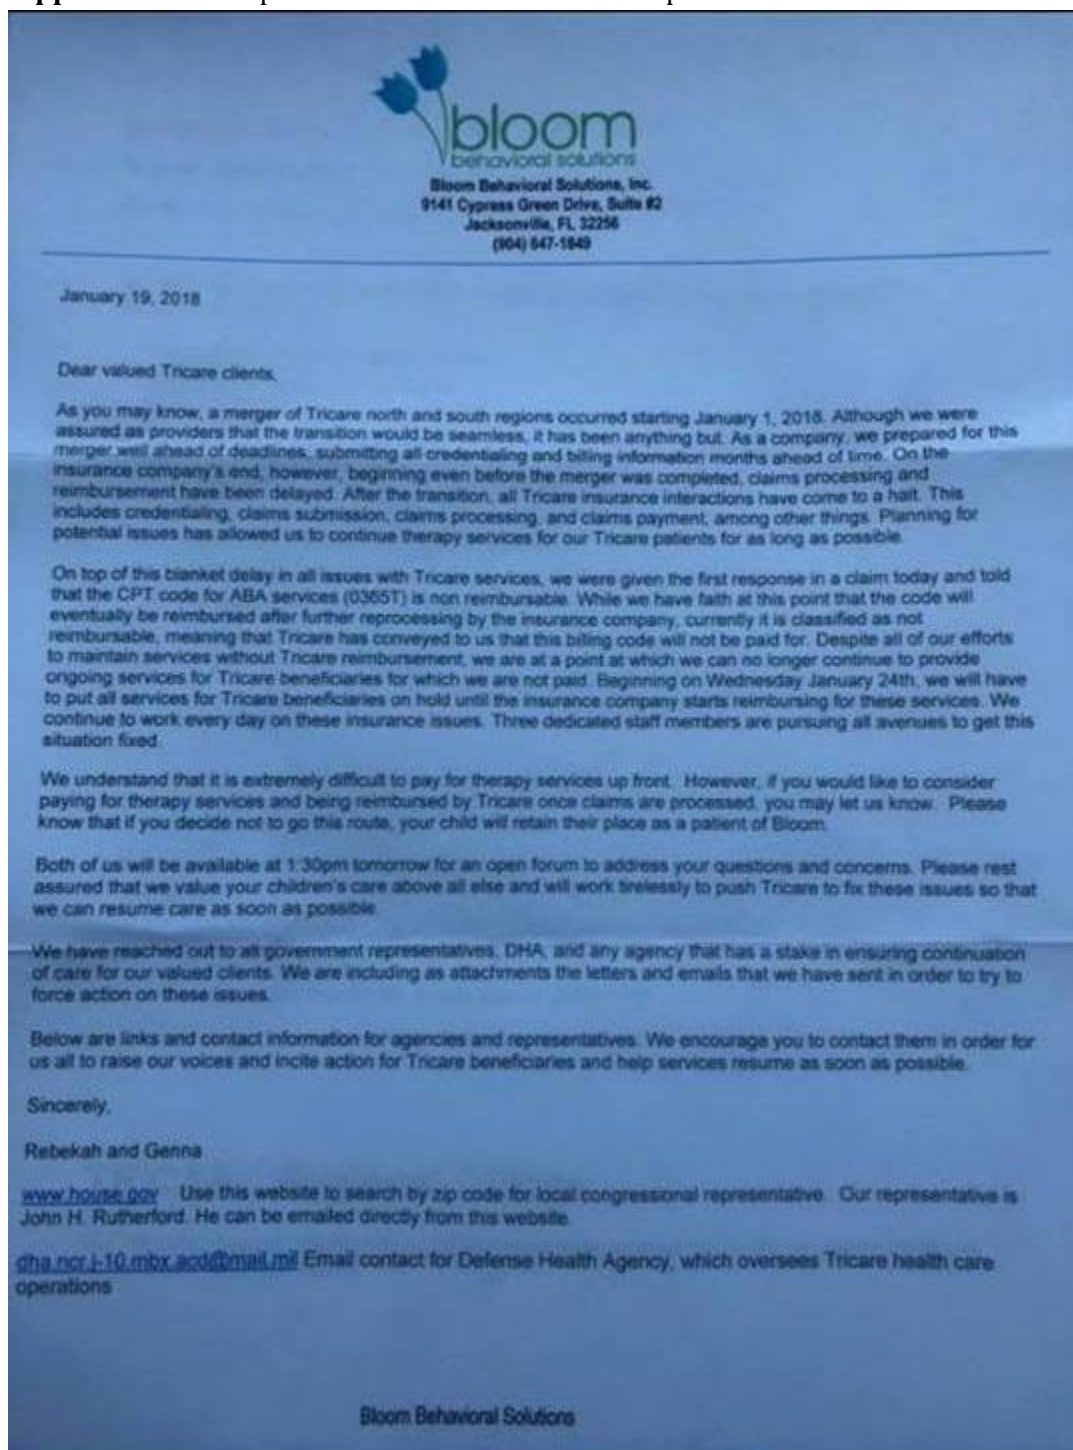 bloom
behavioral solutions
Bloom Behavioral Solutions, Inc.
9141 Cypress Green Drive, Suite #2
Jacksonville, FL 32256
(904) 647-1849
January 19, 2018
Dear valued Tricare clients,
As you may know, a merger of Tricare north and south regions occurred starting January 1, 2018. Although we were
assured as providers that the transition would be seamless, it has been anything but. As a company, we prepared for this
merger well ahead of deadlines, submitting all credentialing and billing information months ahead of time. On the
insurance company's end, however, beginning even before the merger was completed, claims processing and
reimbursement have been delayed. After the transition, all Tricare insurance interactions have come to a halt. This
includes credentialing, claims submission, claims processing, and claims payment, among other things. Planning for
potential issues has allowed us to continue therapy services for our Tricare patients for as long as possible.
On top of this blanket delay in all issues with Tricare services, we were given the first response in a claim today and told
that the CPT code for ABA services (0365T) is non reimbursable. While we have faith at this point that the code will
eventually be reimbursed after further reprocessing by the insurance company, currently it is classified as not
reimbursable, meaning that Tricare has conveyed to us that this billing code will not be paid for. Despite all of our efforts
to maintain services without Tricare reimbursement, we are at a point at which we can no longer continue to provide
ongoing services for Tricare beneficiaries for which we are not paid. Beginning on Wednesday January 24th, we will have
to put all services for Tricare beneficiaries on hold until the insurance company starts reimbursing for these services. We
continue to work every day on these insurance issues. Three dedicated staff members are pursuing all avenues to get this
situation fixed.
We understand that it is extremely difficult to pay for therapy services up front. However, if you would like to consider
paying for therapy services and being reimbursed by Tricare once claims are processed, you may let us know. Please
know that if you decide not to go this route, your child will retain their place as a patient of Bloom.
Both of us will be available at 1:30pm tomorrow for an open forum to address your questions and concerns. Please rest
assured that we value your children's care above all else and will work tirelessly to push Tricare to fix these issues so that
we can resume care as soon as possible.
We have reached out to all government representatives, DHA, and any agency that has a stake in ensuring continuation
of care for our valued clients. We are including as attachments the letters and emails that we have sent in order to try to
force action on these issues.
Below are links and contact information for agencies and representatives. We encourage you to contact them in order for
us all to raise our voices and incite action for Tricare beneficiaries and help services resume as soon as possible.
Sincerely,
Rebekah and Genna
www.house.gov Use this website to search by zip code for local congressional representative. Our representative is
John H. Rutherford. He can be emailed directly from this website.
dha.ncr.j-10.mbx.acd@mail.mil Email contact for Defense Health Agency, which oversees Tricare health care
operations
Bloom Behavioral Solutions